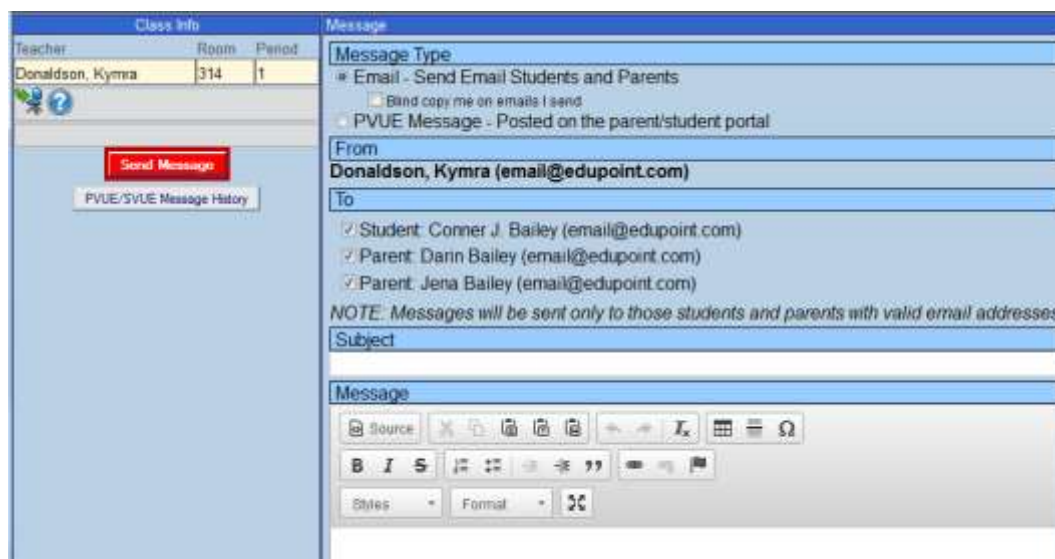 Class Info
Teacher Room Period
Donaldson, Kymra 314 1
Send Message
PVUE/SVUE Message History
Message
Message Type
Email - Send Email Students and Parents
Blind copy me on emails I send
PVUE Message - Posted on the parent/student portal
From
Donaldson, Kymra (email@edupoint.com)
To
Student: Conner J. Bailey (email@edupoint.com)
Parent: Darin Bailey (email@edupoint.com)
Parent: Jena Bailey (email@edupoint.com)
NOTE: Messages will be sent only to those students and parents with valid email addresses
Subject
Message
Source
Styles Format